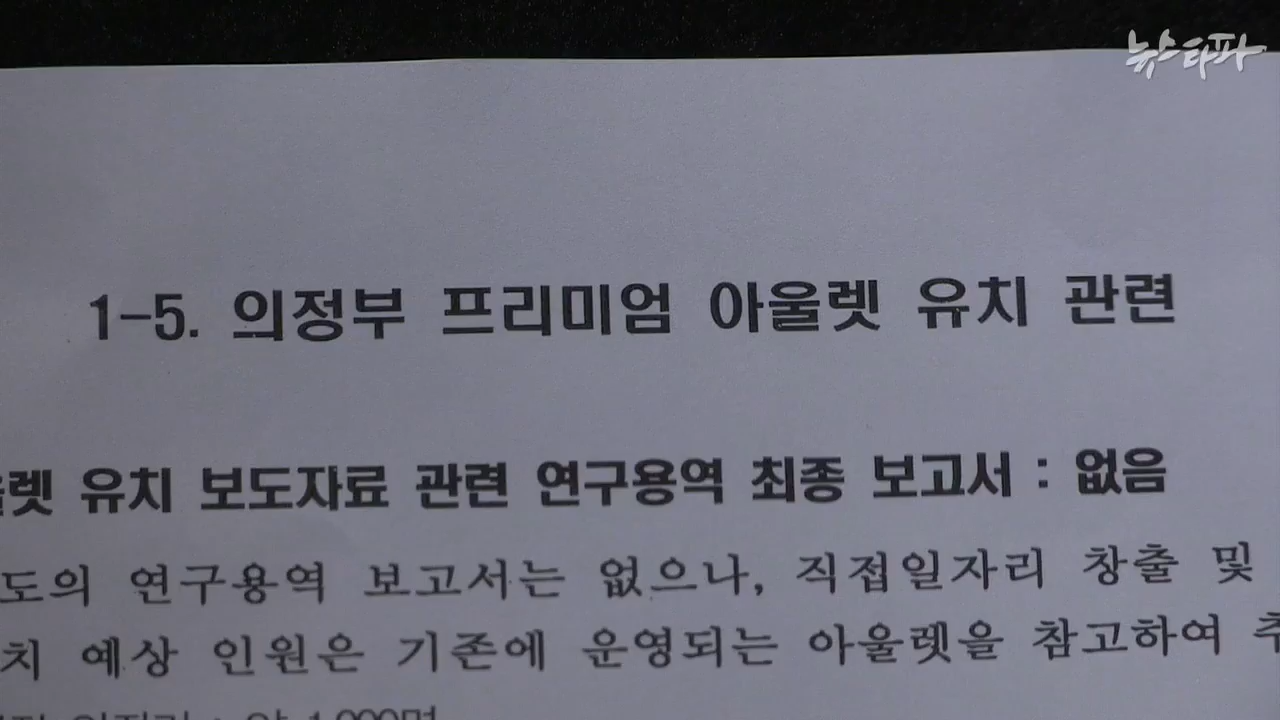 뉴스타파
1-5. 의정부 프리미엄 아울렛 유치 관련
렛 유치 보도자료 관련 연구용역 최종 보고서 : 없음
도의 연구용역 보고서는 없으나, 직접일자리 창출 및
치 예상 인원은 기존에 운영되는 아울렛을 참고하여